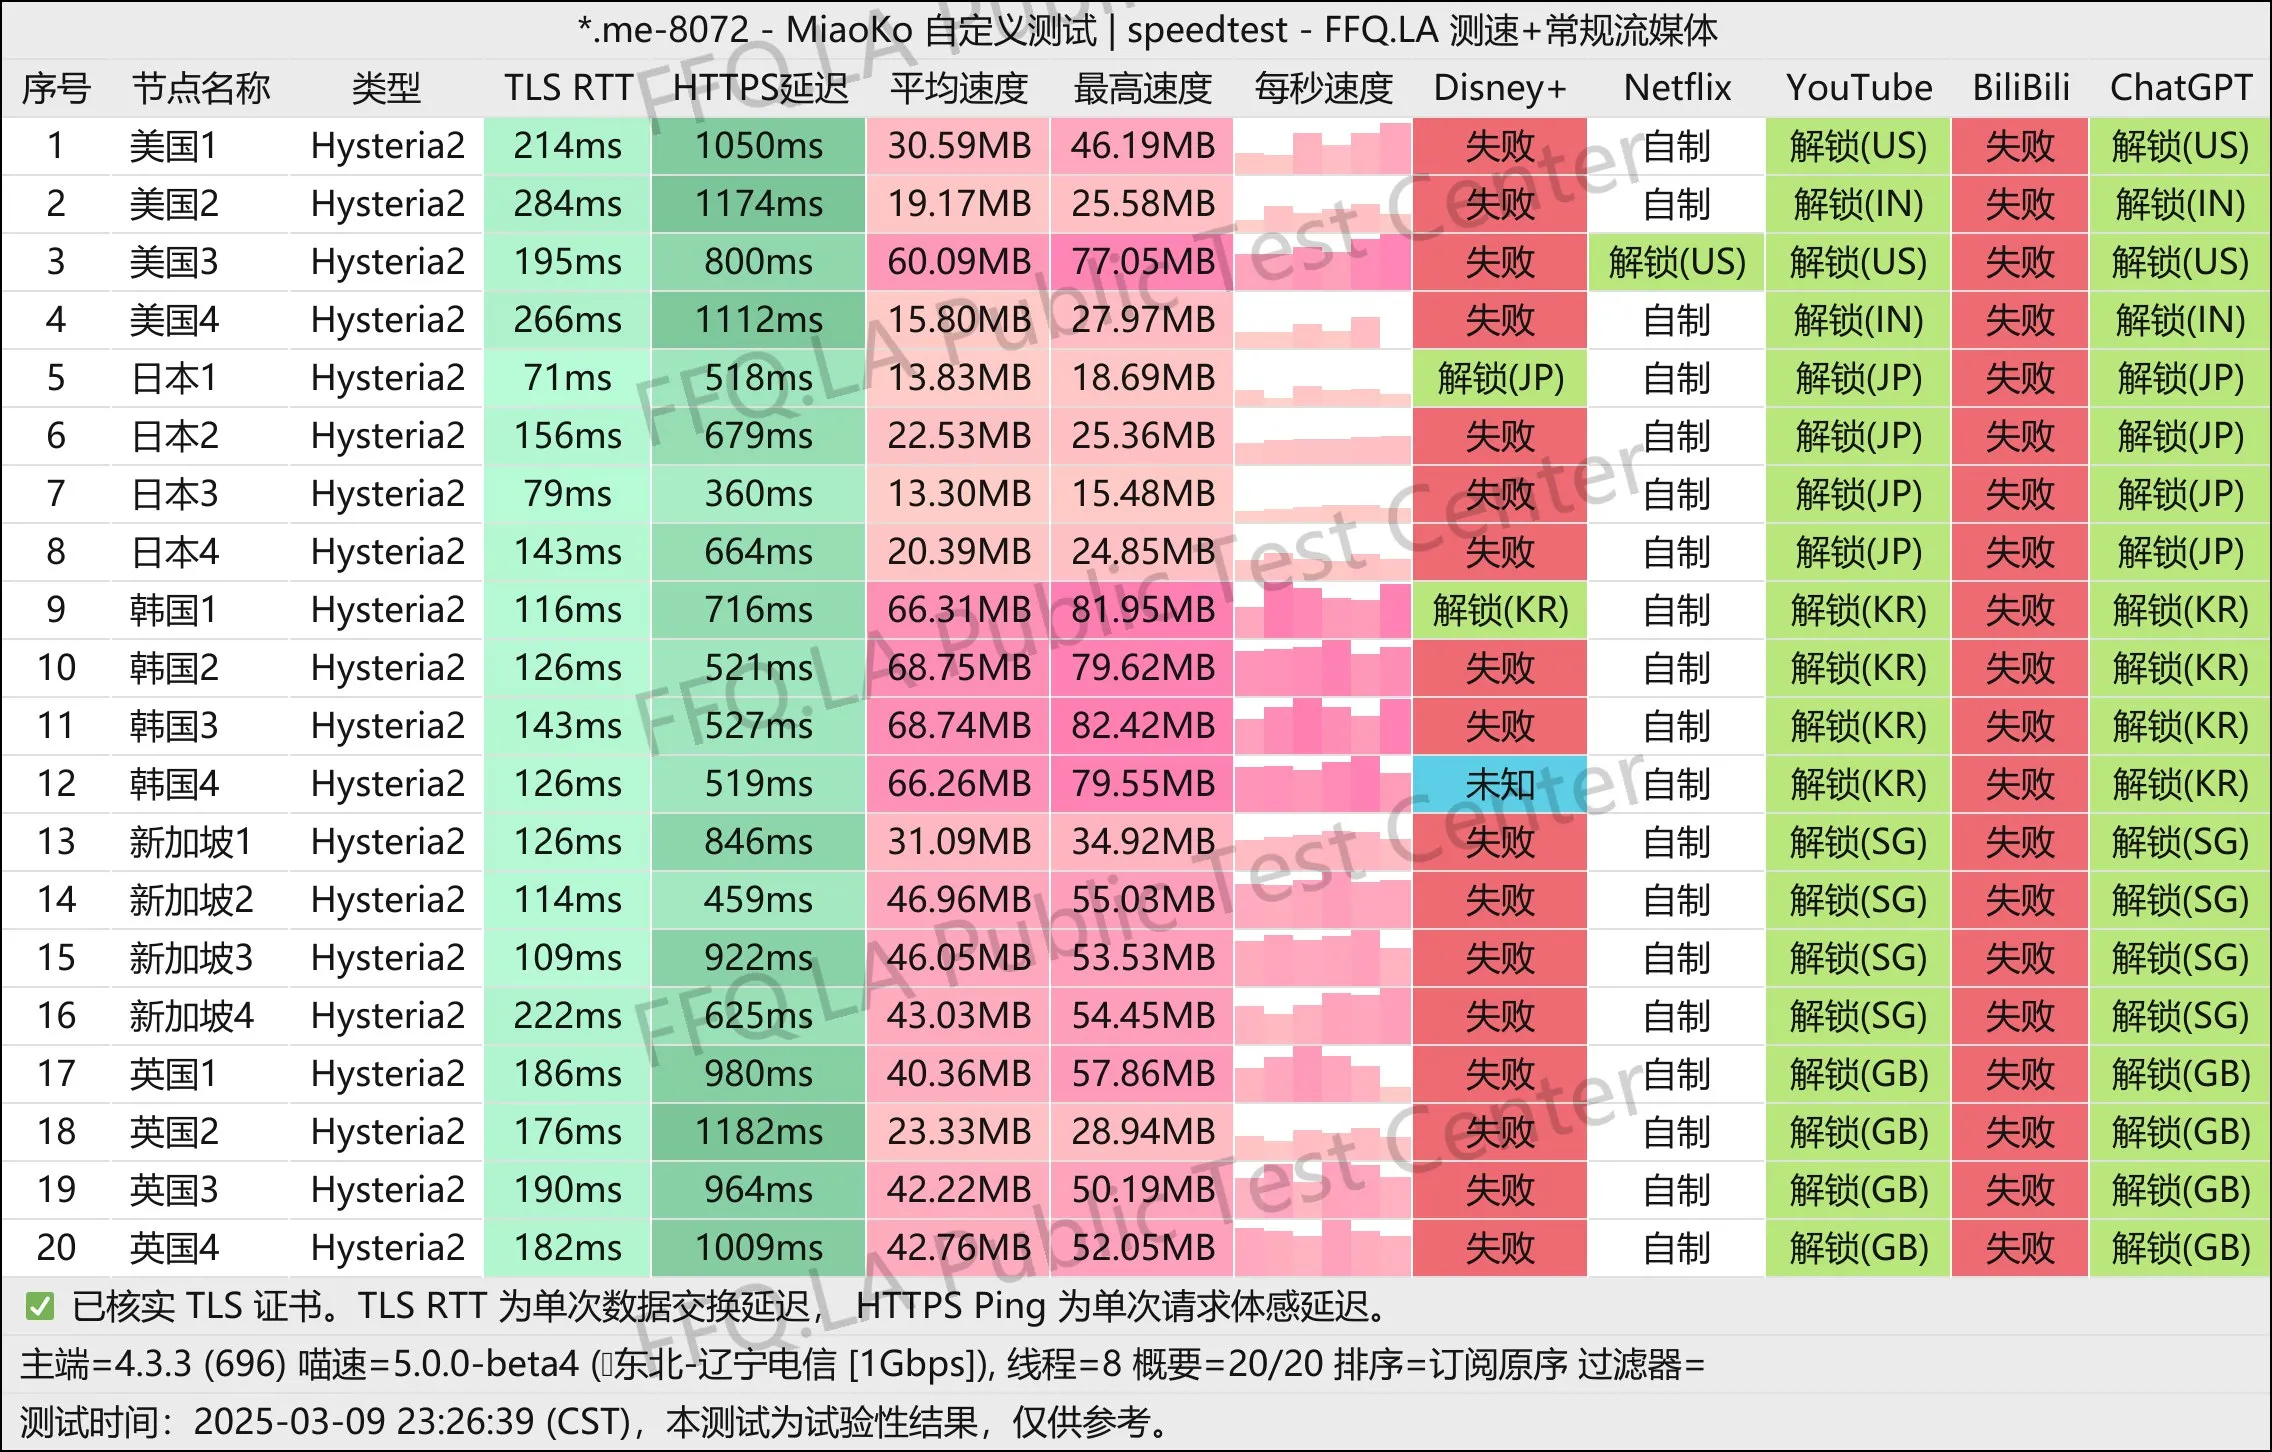 *.me-8072 - MiaoKo 自定义测试 | speedtest - FFQ.LA 测速+常规流媒体
序号 节点名称 类型 TLS RTT HTTPS延迟 平均速度 最高速度 每秒速度 Disney+ Netflix YouTube BiliBili ChatGPT
1 美国1 Hysteria2 214ms 1050ms 30.59MB 46.19MB 失败 自制 解锁(US) 失败 解锁(US)
2 美国2 Hysteria2 284ms 1174ms 19.17MB 25.58MB 失败 自制 解锁(IN) 失败 解锁(IN)
3 美国3 Hysteria2 195ms 800ms 60.09MB 77.05MB 失败 解锁(US) 解锁(US) 失败 解锁(US)
4 美国4 Hysteria2 266ms 1112ms 15.80MB 27.97MB 失败 自制 解锁(IN) 失败 解锁(IN)
5 日本1 Hysteria2 71ms 518ms 13.83MB 18.69MB 解锁(JP) 自制 解锁(JP) 失败 解锁(JP)
6 日本2 Hysteria2 156ms 679ms 22.53MB 25.36MB 失败 自制 解锁(JP) 失败 解锁(JP)
7 日本3 Hysteria2 79ms 360ms 13.30MB 15.48MB 失败 自制 解锁(JP) 失败 解锁(JP)
8 日本4 Hysteria2 143ms 664ms 20.39MB 24.85MB 失败 自制 解锁(JP) 失败 解锁(JP)
9 韩国1 Hysteria2 116ms 716ms 66.31MB 81.95MB 解锁(KR) 自制 解锁(KR) 失败 解锁(KR)
10 韩国2 Hysteria2 126ms 521ms 68.75MB 79.62MB 失败 自制 解锁(KR) 失败 解锁(KR)
11 韩国3 Hysteria2 143ms 527ms 68.74MB 82.42MB 失败 自制 解锁(KR) 失败 解锁(KR)
12 韩国4 Hysteria2 126ms 519ms 66.26MB 79.55MB 未知 自制 解锁(KR) 失败 解锁(KR)
13 新加坡1 Hysteria2 126ms 846ms 31.09MB 34.92MB 失败 自制 解锁(SG) 失败 解锁(SG)
14 新加坡2 Hysteria2 114ms 459ms 46.96MB 55.03MB 失败 自制 解锁(SG) 失败 解锁(SG)
15 新加坡3 Hysteria2 109ms 922ms 46.05MB 53.53MB 失败 自制 解锁(SG) 失败 解锁(SG)
16 新加坡4 Hysteria2 222ms 625ms 43.03MB 54.45MB 失败 自制 解锁(SG) 失败 解锁(SG)
17 英国1 Hysteria2 186ms 980ms 40.36MB 57.86MB 失败 自制 解锁(GB) 失败 解锁(GB)
18 英国2 Hysteria2 176ms 1182ms 23.33MB 28.94MB 失败 自制 解锁(GB) 失败 解锁(GB)
19 英国3 Hysteria2 190ms 964ms 42.22MB 50.19MB 失败 自制 解锁(GB) 失败 解锁(GB)
20 英国4 Hysteria2 182ms 1009ms 42.76MB 52.05MB 失败 自制 解锁(GB) 失败 解锁(GB)
✅ 已核实 TLS 证书。TLS RTT 为单次数据交换延迟， HTTPS Ping 为单次请求体感延迟。
主端=4.3.3 (696) 喵速=5.0.0-beta4 (东北-辽宁电信 [1Gbps]), 线程=8 概要=20/20 排序=订阅原序 过滤器=
测试时间：2025-03-09 23:26:39 (CST)，本测试为试验性结果，仅供参考。
FFQ.LA Public Test Center
FFQ.LA Public Test Center
FFQ.LA Public Test Center
FFQ.LA Public Test Center
FFQ.LA Public Test Center